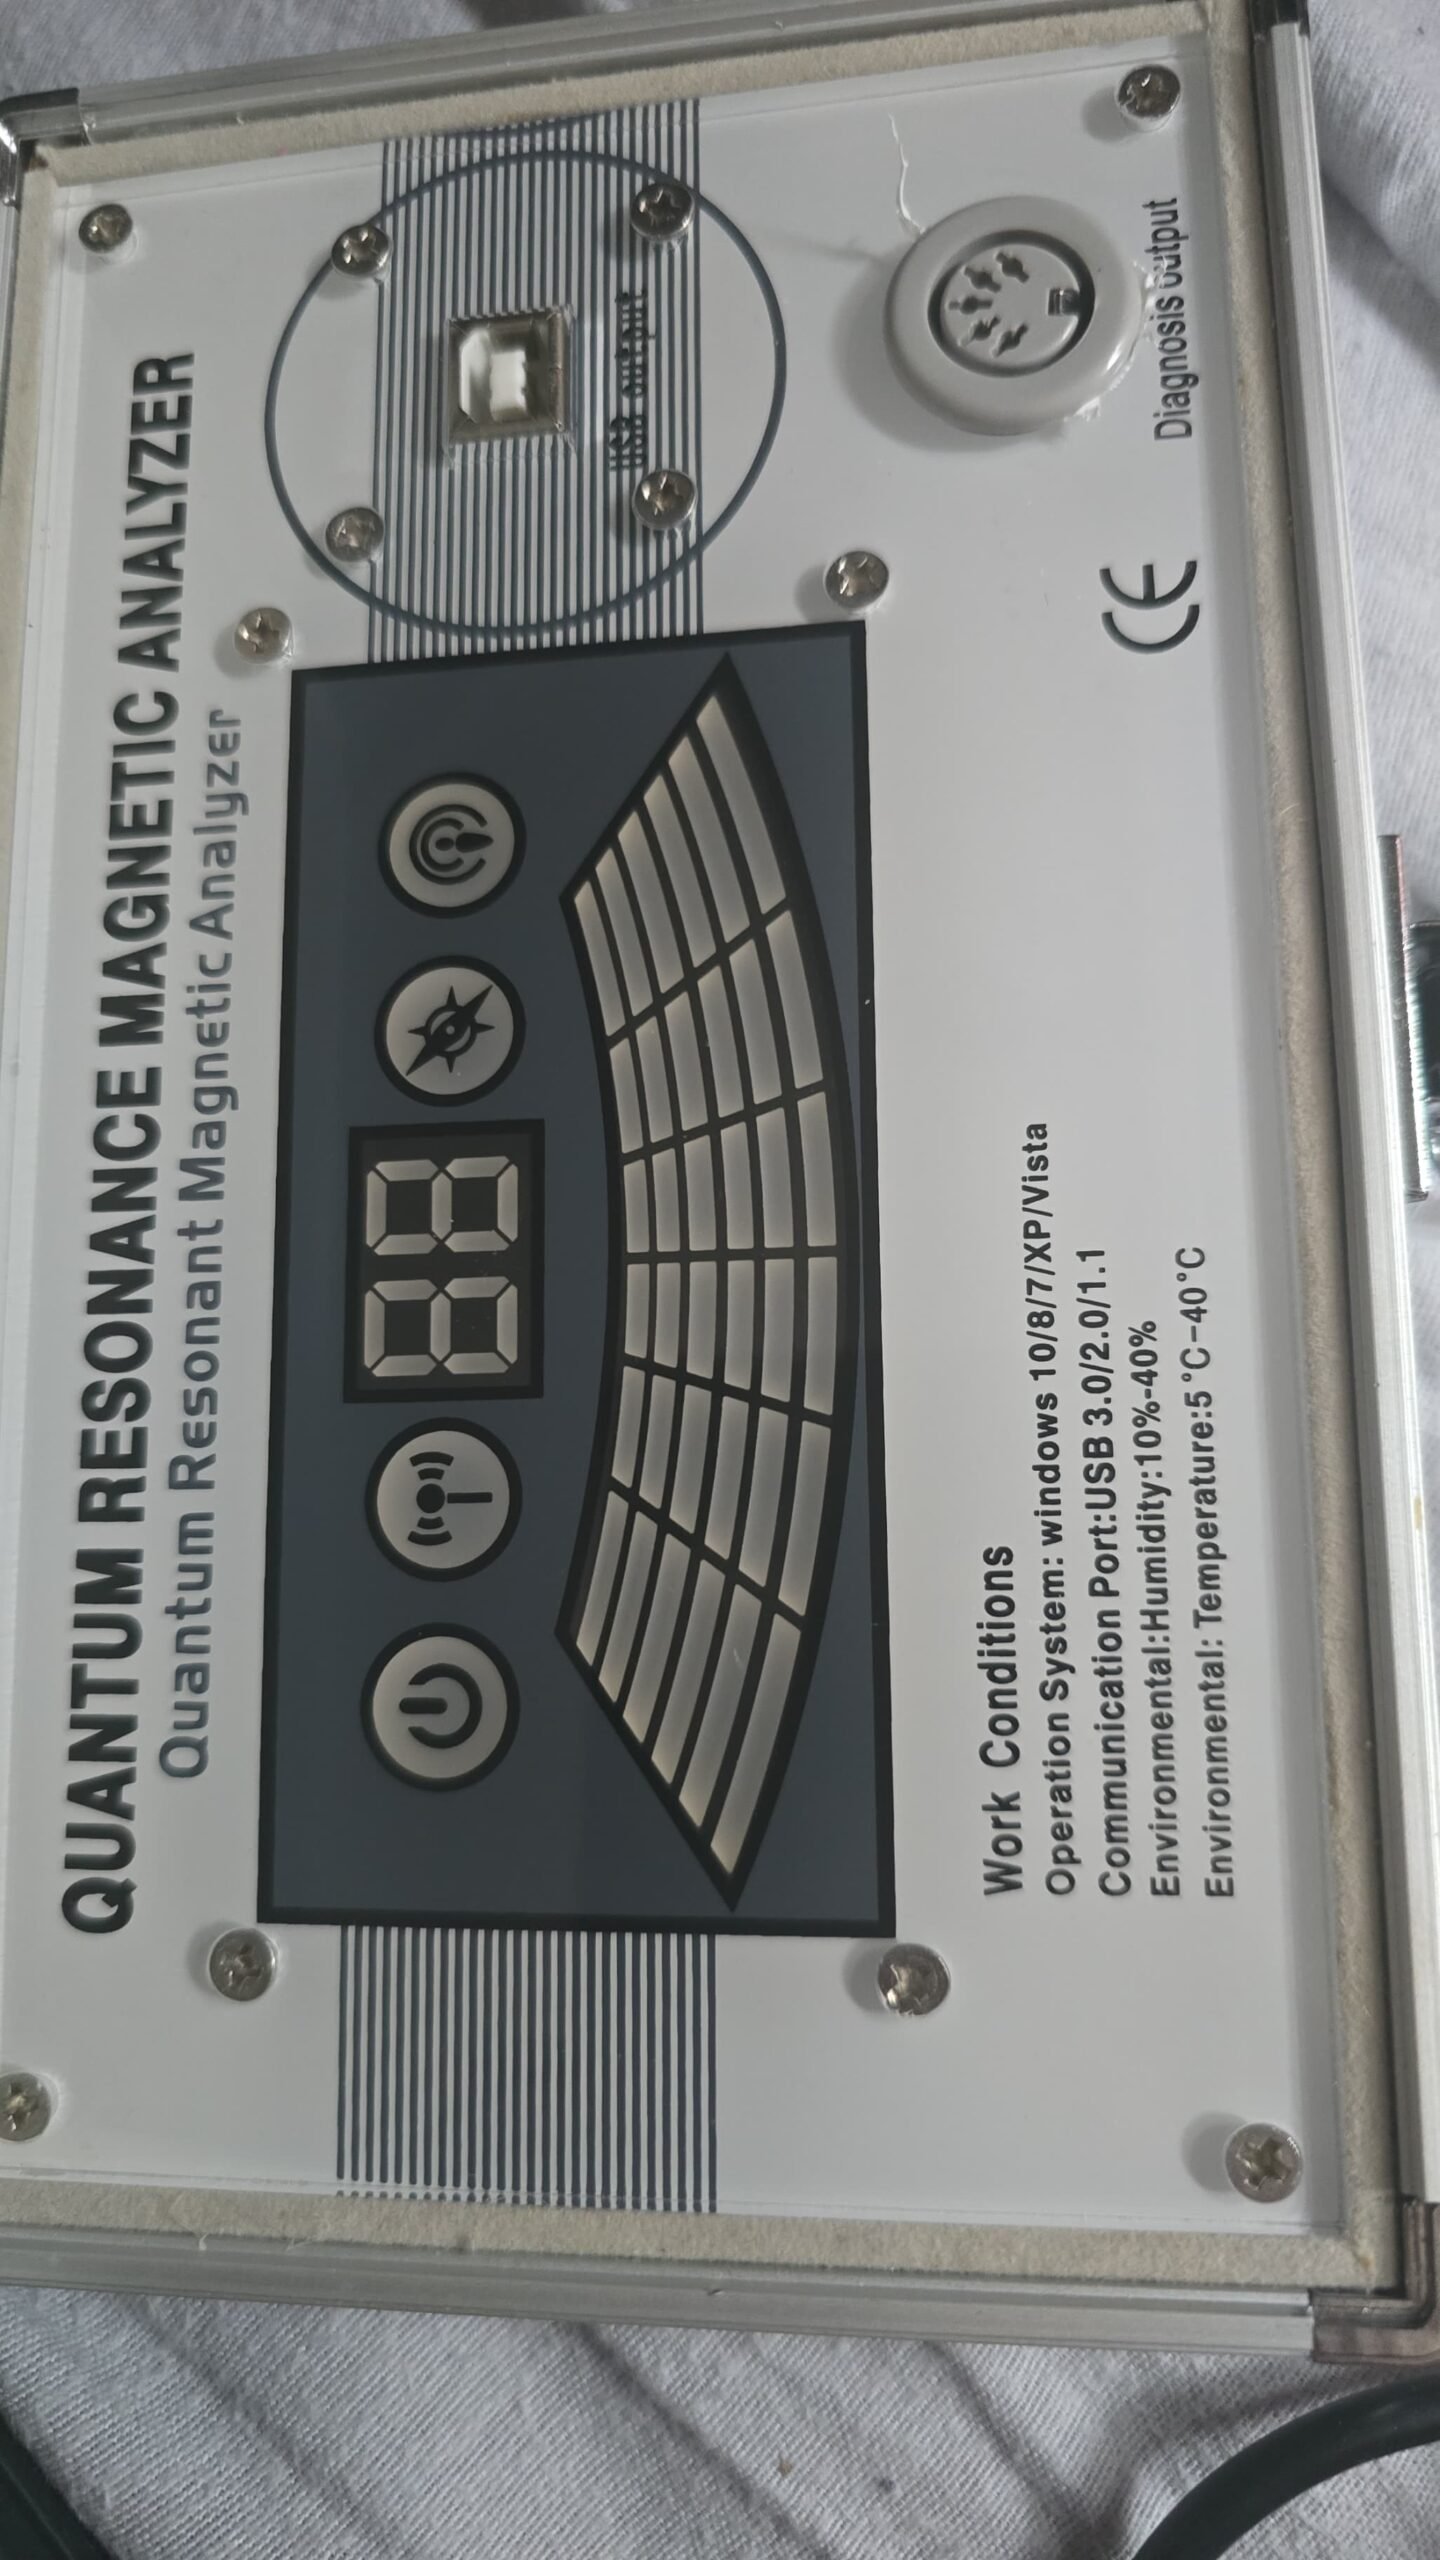 QUANTUM RESONANCE MAGNETIC ANALYZER
Quantum Resonant Magnetic Analyzer
USB output
88
Diagnosis output
CE
Work Conditions
Operation System: windows 10/8/7/XP/Vista
Communication Port:USB 3.0/2.0/1.1
Environmental:Humidity:10%-40%
Environmental: Temperature:5°C-40°C